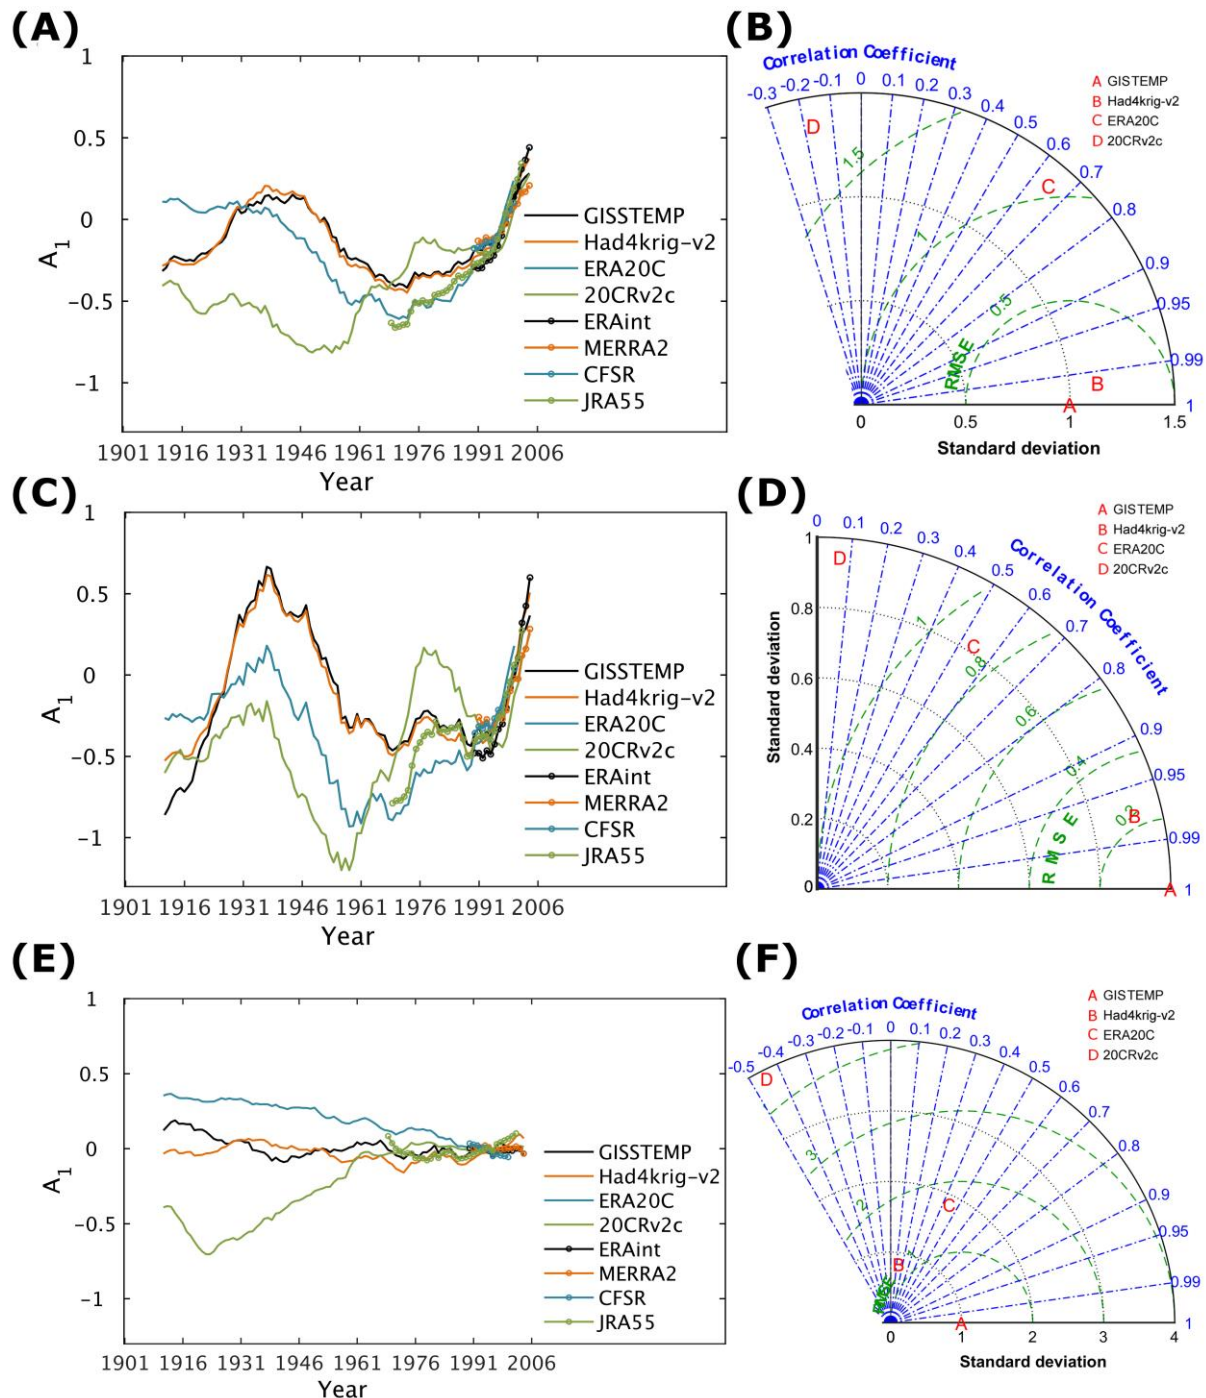 (A)
1
0.5
0
−0.5
−1
A1
1901 1916 1931 1946 1961 1976 1991 2006
Year
GISSTEMP
Had4krig−v2
ERA20C
20CRv2c
ERAint
MERRA2
CFSR
JRA55
(B)
Correlation Coefficient
-0.3 -0.2 -0.1 0 0.1 0.2 0.3 0.4 0.5 0.6 0.7 0.8 0.9 0.95 0.99 1
A GISTEMP
B Had4krig-v2
C ERA20C
D 20CRv2c
D
C
B
A
1.5
1
0.5
RMSE
0 0.5 1 1.5
Standard deviation
(C)
1
0.5
0
−0.5
−1
A1
1901 1916 1931 1946 1961 1976 1991 2006
Year
GISSTEMP
Had4krig−v2
ERA20C
20CRv2c
ERAint
MERRA2
CFSR
JRA55
(D)
0 0.1 0.2 0.3 0.4 0.5 0.6 0.7 0.8 0.9 0.95 0.99 1
Correlation Coefficient
A GISTEMP
B Had4krig-v2
C ERA20C
D 20CRv2c
1
0.8
0.6
0.4
0.2
0
Standard deviation
D
C
B
A
1
0.8
0.6
0.4
0.2
RMSE
(E)
1
0.5
0
−0.5
−1
A1
1901 1916 1931 1946 1961 1976 1991 2006
Year
GISSTEMP
Had4krig−v2
ERA20C
20CRv2c
ERAint
MERRA2
CFSR
JRA55
(F)
Correlation Coefficient
-0.5 -0.4 -0.3 -0.2 -0.1 0 0.1 0.2 0.3 0.4 0.5 0.6 0.7 0.8 0.9 0.95 0.99 1
A GISTEMP
B Had4krig-v2
C ERA20C
D 20CRv2c
D
C
B
A
3
2
1
RMSE
0 1 2 3 4
Standard deviation